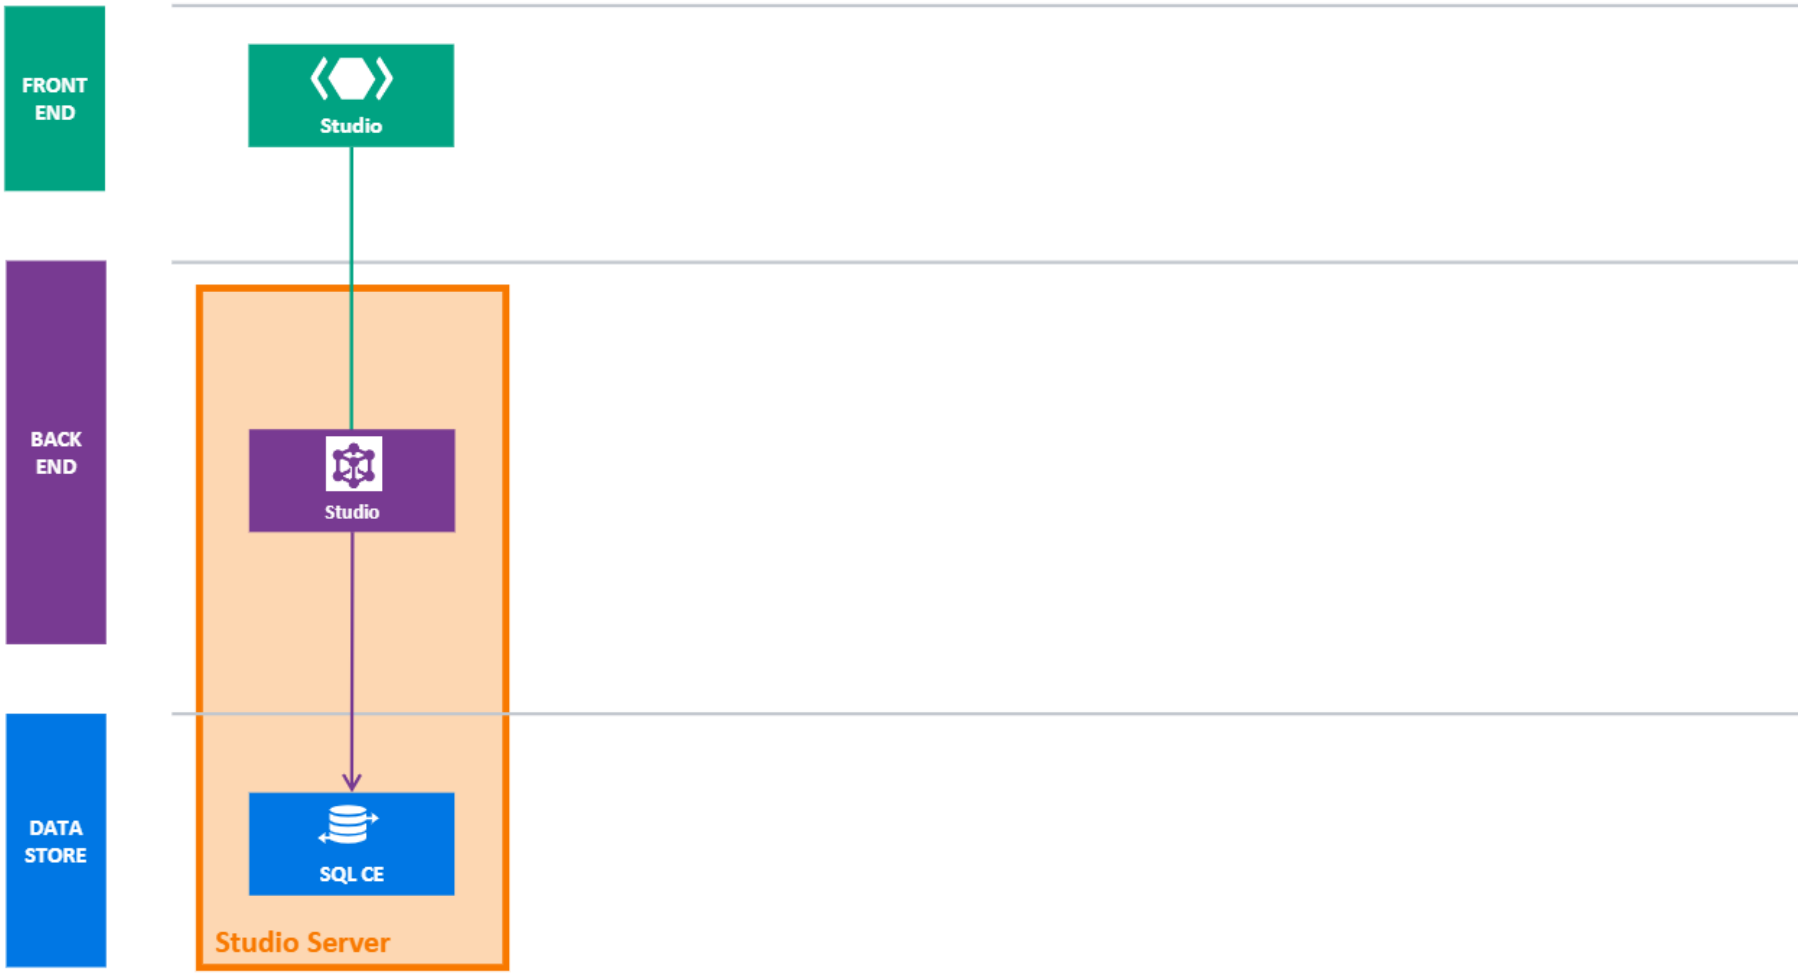 FRONT
END
Studio
BACK
END
Studio
DATA
STORE
SQL CE
Studio Server